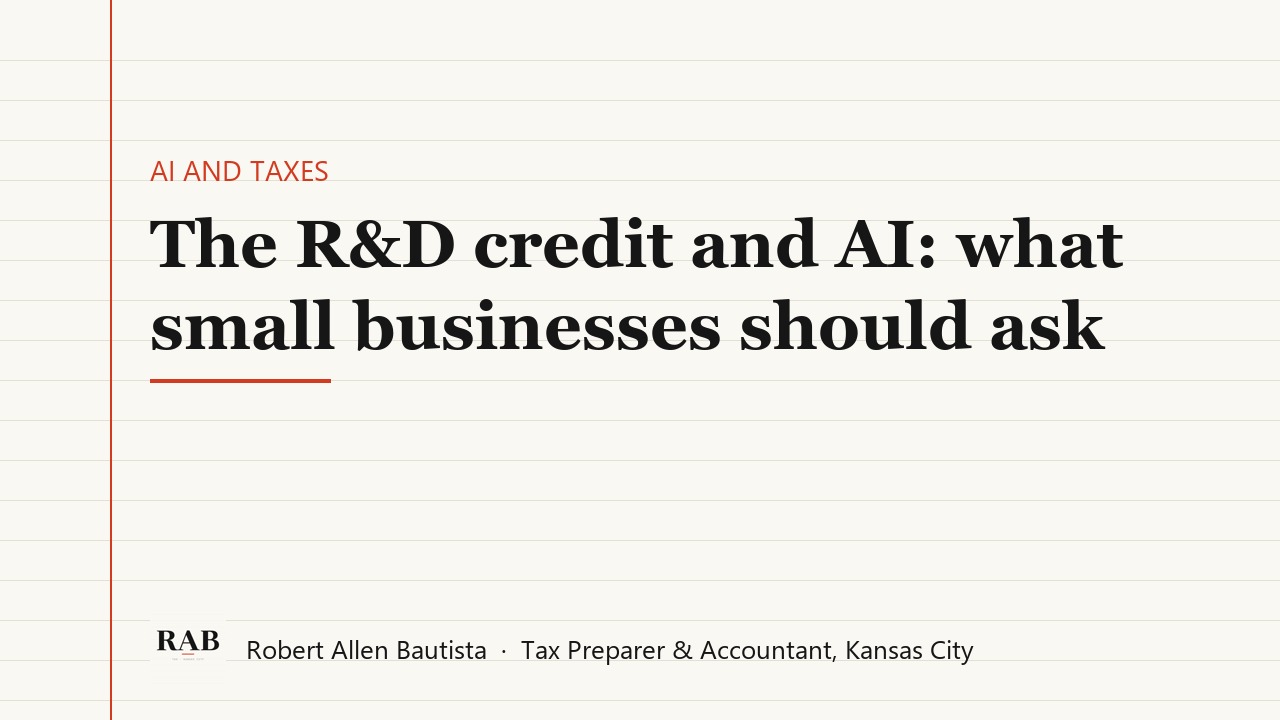 AI AND TAXES
The R&D credit and AI: what
small businesses should ask
RAB
Robert Allen Bautista · Tax Preparer & Accountant, Kansas City